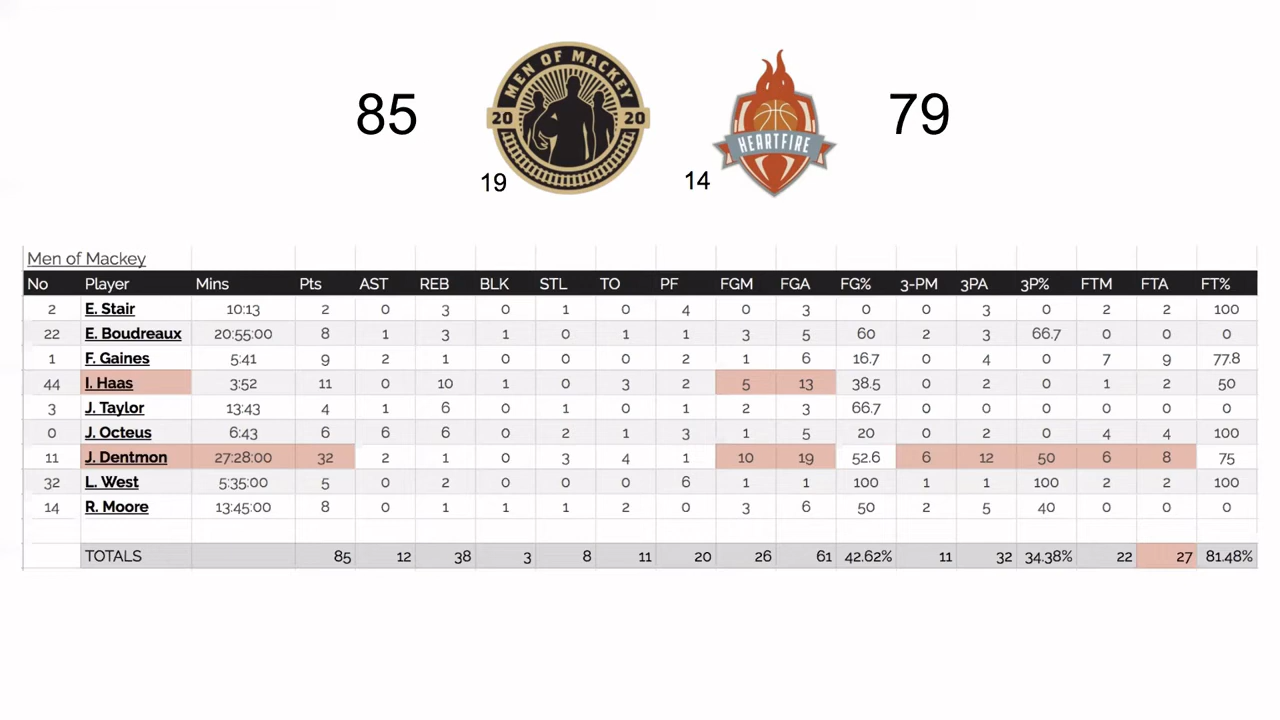 85
MEN OF MACKEY
20 20
HEARTFIRE
79
19
14
Men of Mackey
No Player Mins Pts AST REB BLK STL TO PF FGM FGA FG% 3-PM 3PA 3P% FTM FTA FT%
2 E. Stair 10:13 2 0 3 0 1 0 4 0 3 0 0 3 0 2 2 100
22 E. Boudreaux 20:55:00 8 1 3 1 0 1 1 3 5 60 2 3 66.7 0 0 0
1 F. Gaines 5:41 9 2 1 0 0 0 2 1 6 16.7 0 4 0 7 9 77.8
44 I. Haas 3:52 11 0 10 1 0 3 2 5 13 38.5 0 2 0 1 2 50
3 J. Taylor 13:43 4 1 6 0 1 0 1 2 3 66.7 0 0 0 0 0 0
0 J. Octeus 6:43 6 6 6 0 2 1 3 1 5 20 0 2 0 4 4 100
11 J. Dentmon 27:28:00 32 2 1 0 3 4 1 10 19 52.6 6 12 50 6 8 75
32 L. West 5:35:00 5 0 2 0 0 0 6 1 1 100 1 1 100 2 2 100
14 R. Moore 13:45:00 8 0 1 1 1 2 0 3 6 50 2 5 40 0 0 0
TOTALS 85 12 38 3 8 11 20 26 61 42.62% 11 32 34.38% 22 27 81.48%